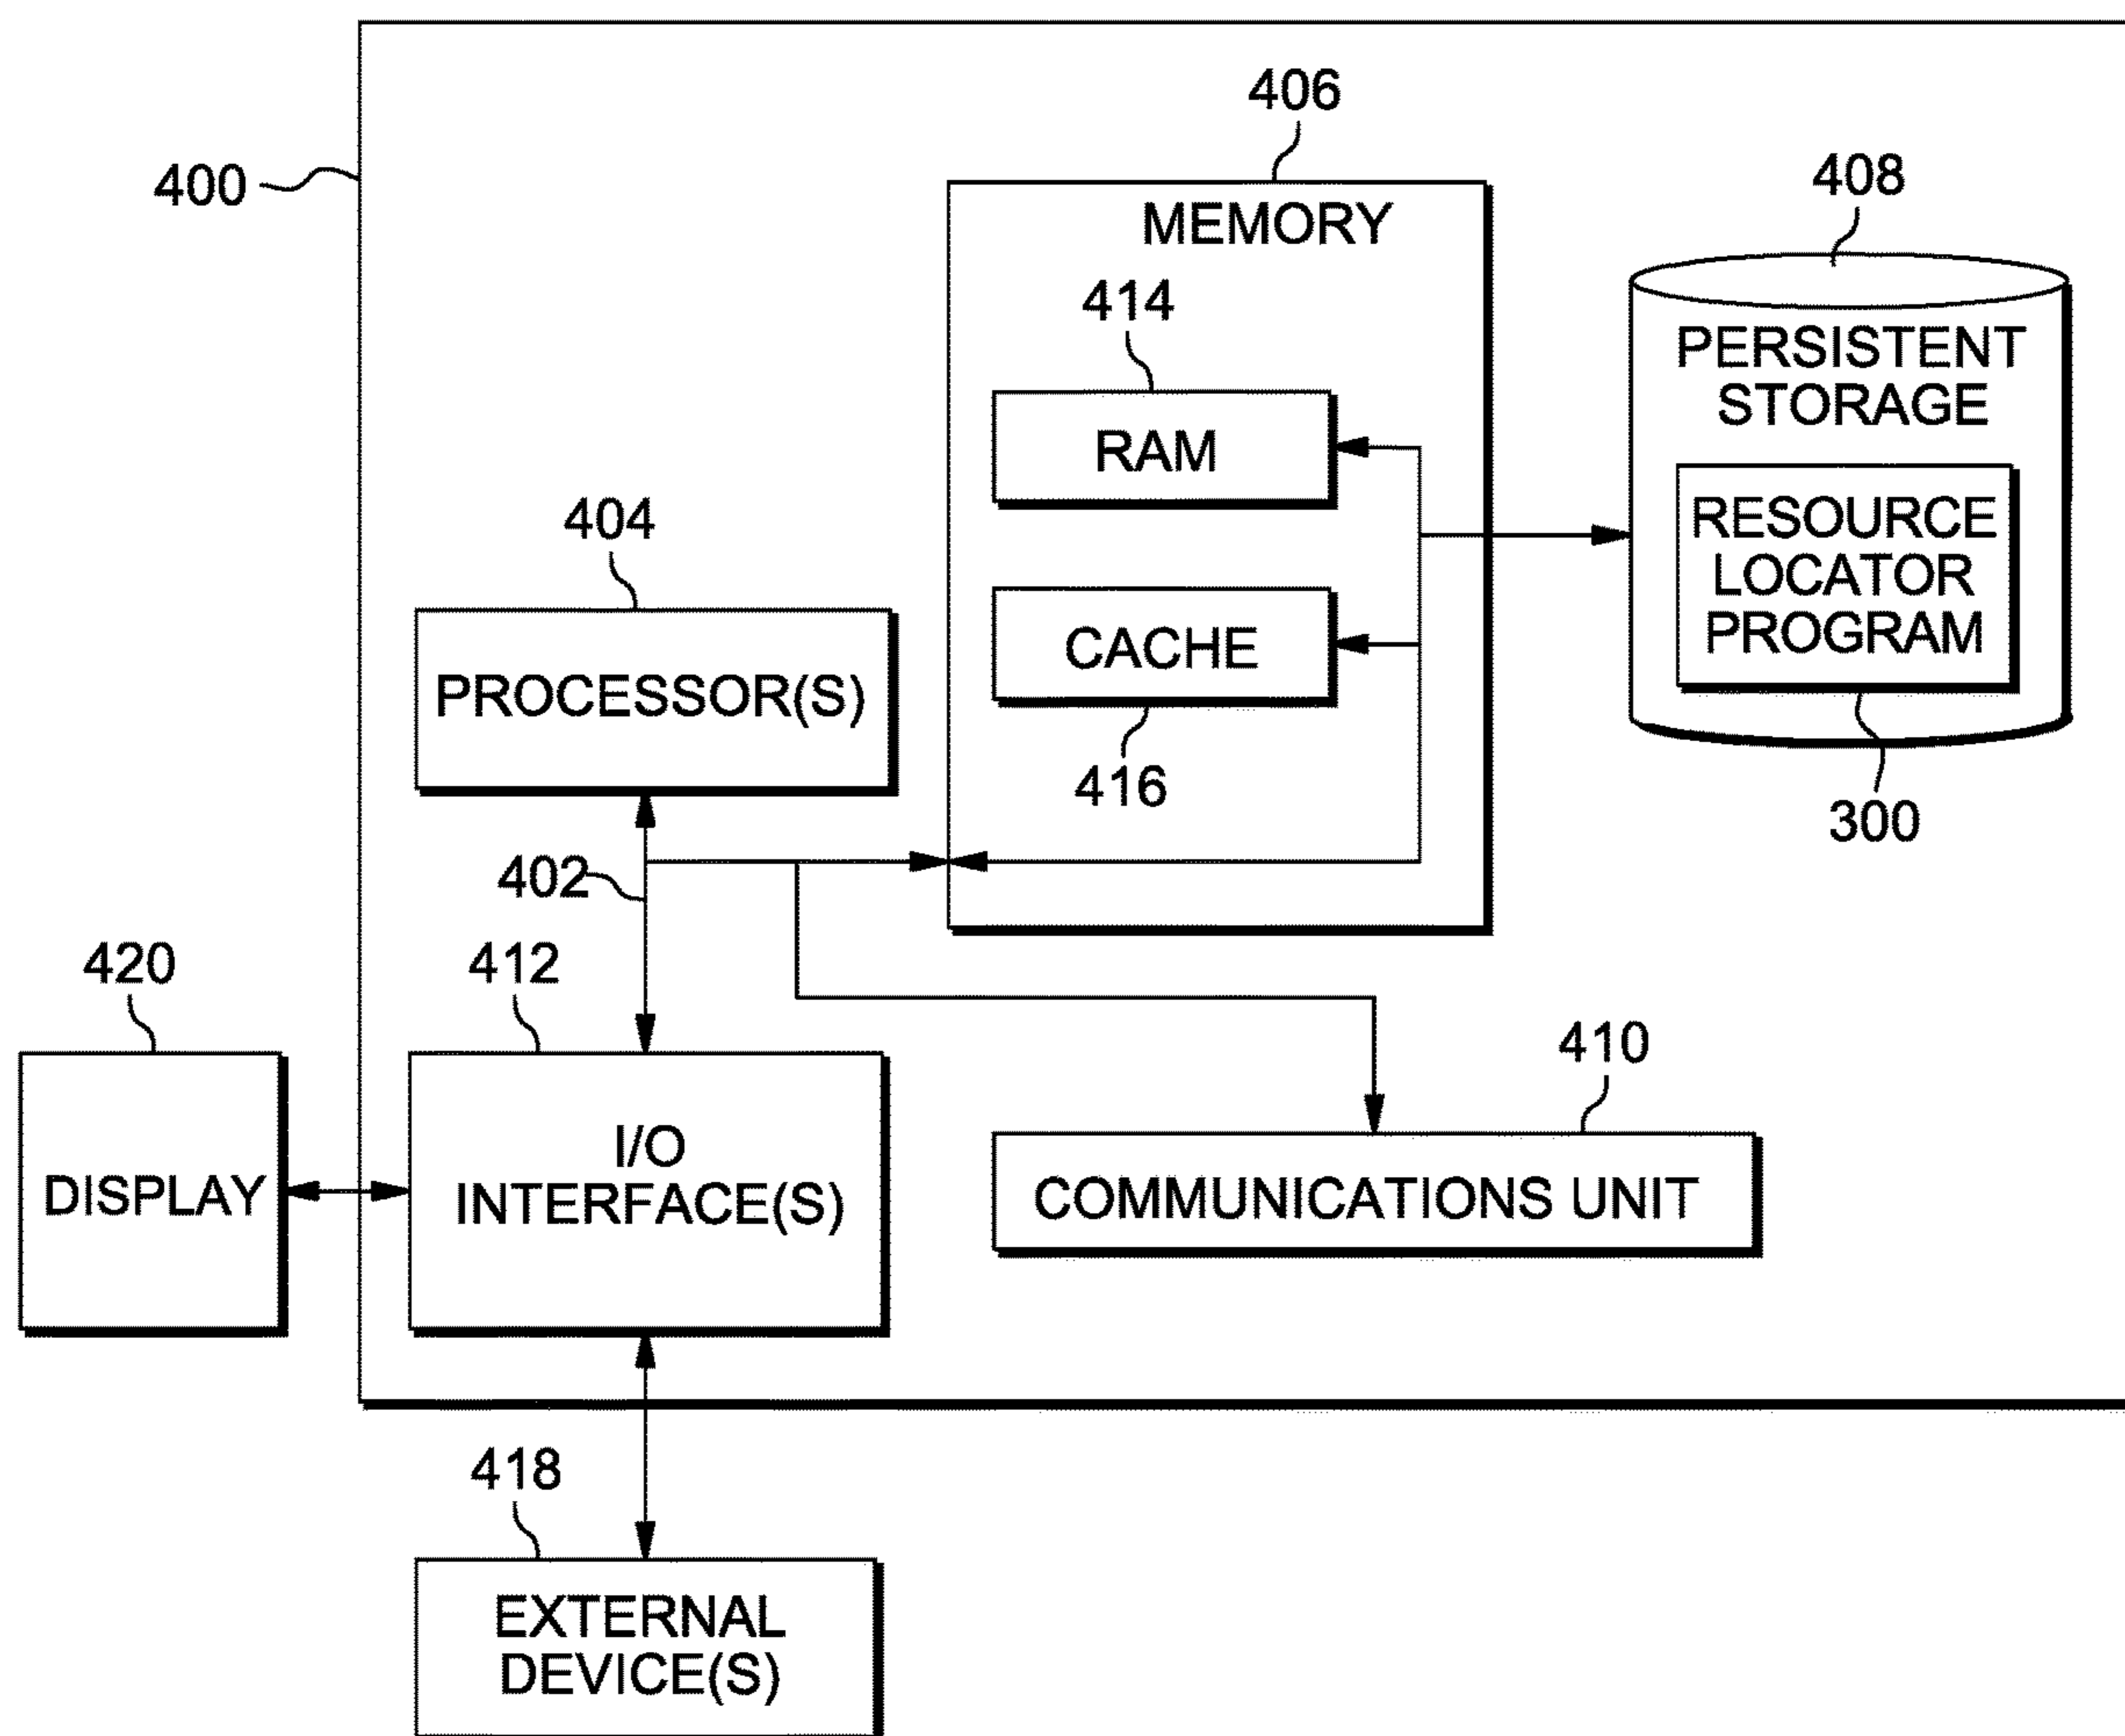 406
400
408
MEMORY
414
PERSISTENT
STORAGE
RAM
RESOURCE
LOCATOR
PROGRAM
404
CACHE
PROCESSOR(S)
416
300
402
420
412
410
I/O
INTERFACE(S)
DISPLAY
COMMUNICATIONS UNIT
418
EXTERNAL
DEVICE(S)